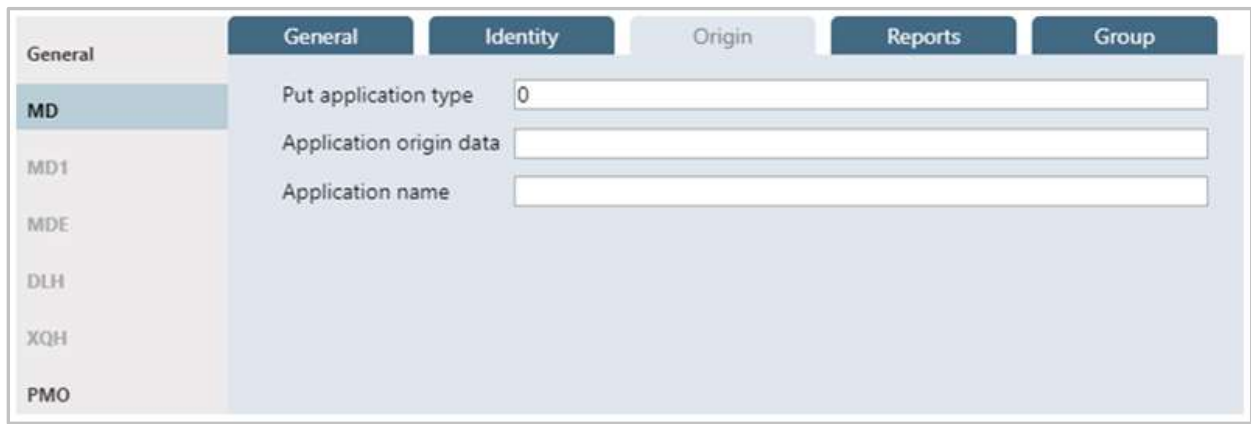 General
MD
MD1
MDE
DLH
XQH
PMO
General Identity Origin Reports Group
Put application type 0
Application origin data
Application name